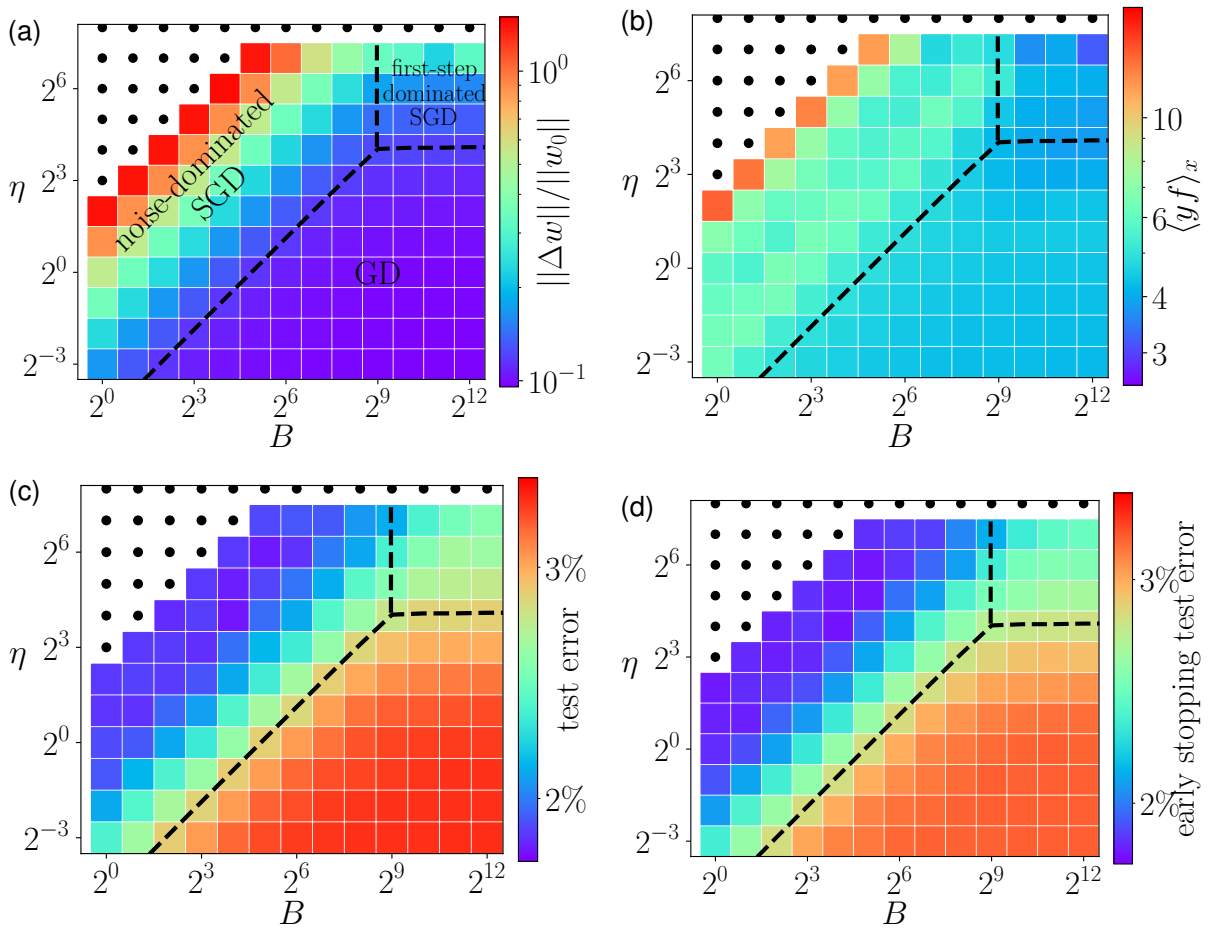 (a)
first-step
dominated
SGD
noise-dominated
SGD
GD
2^6
2^3
2^0
2^{-3}
η
2^0 2^3 2^6 2^9 2^{12}
B
10^0
10^{-1}
||Δw||/||w_0||
(b)
2^6
2^3
2^0
2^{-3}
η
2^0 2^3 2^6 2^9 2^{12}
B
10
6
4
3
⟨yf⟩_x
(c)
2^6
2^3
2^0
2^{-3}
η
2^0 2^3 2^6 2^9 2^{12}
B
3%
2%
test error
(d)
2^6
2^3
2^0
2^{-3}
η
2^0 2^3 2^6 2^9 2^{12}
B
3%
2%
early stopping test error